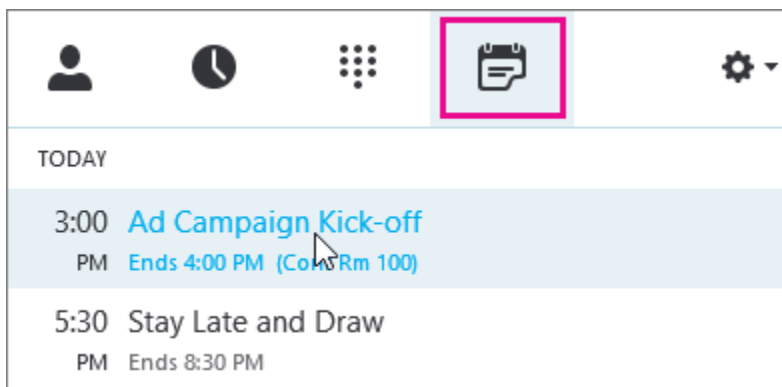 TODAY
3:00 Ad Campaign Kick-off
PM Ends 4:00 PM (Conf Rm 100)
5:30 Stay Late and Draw
PM Ends 8:30 PM